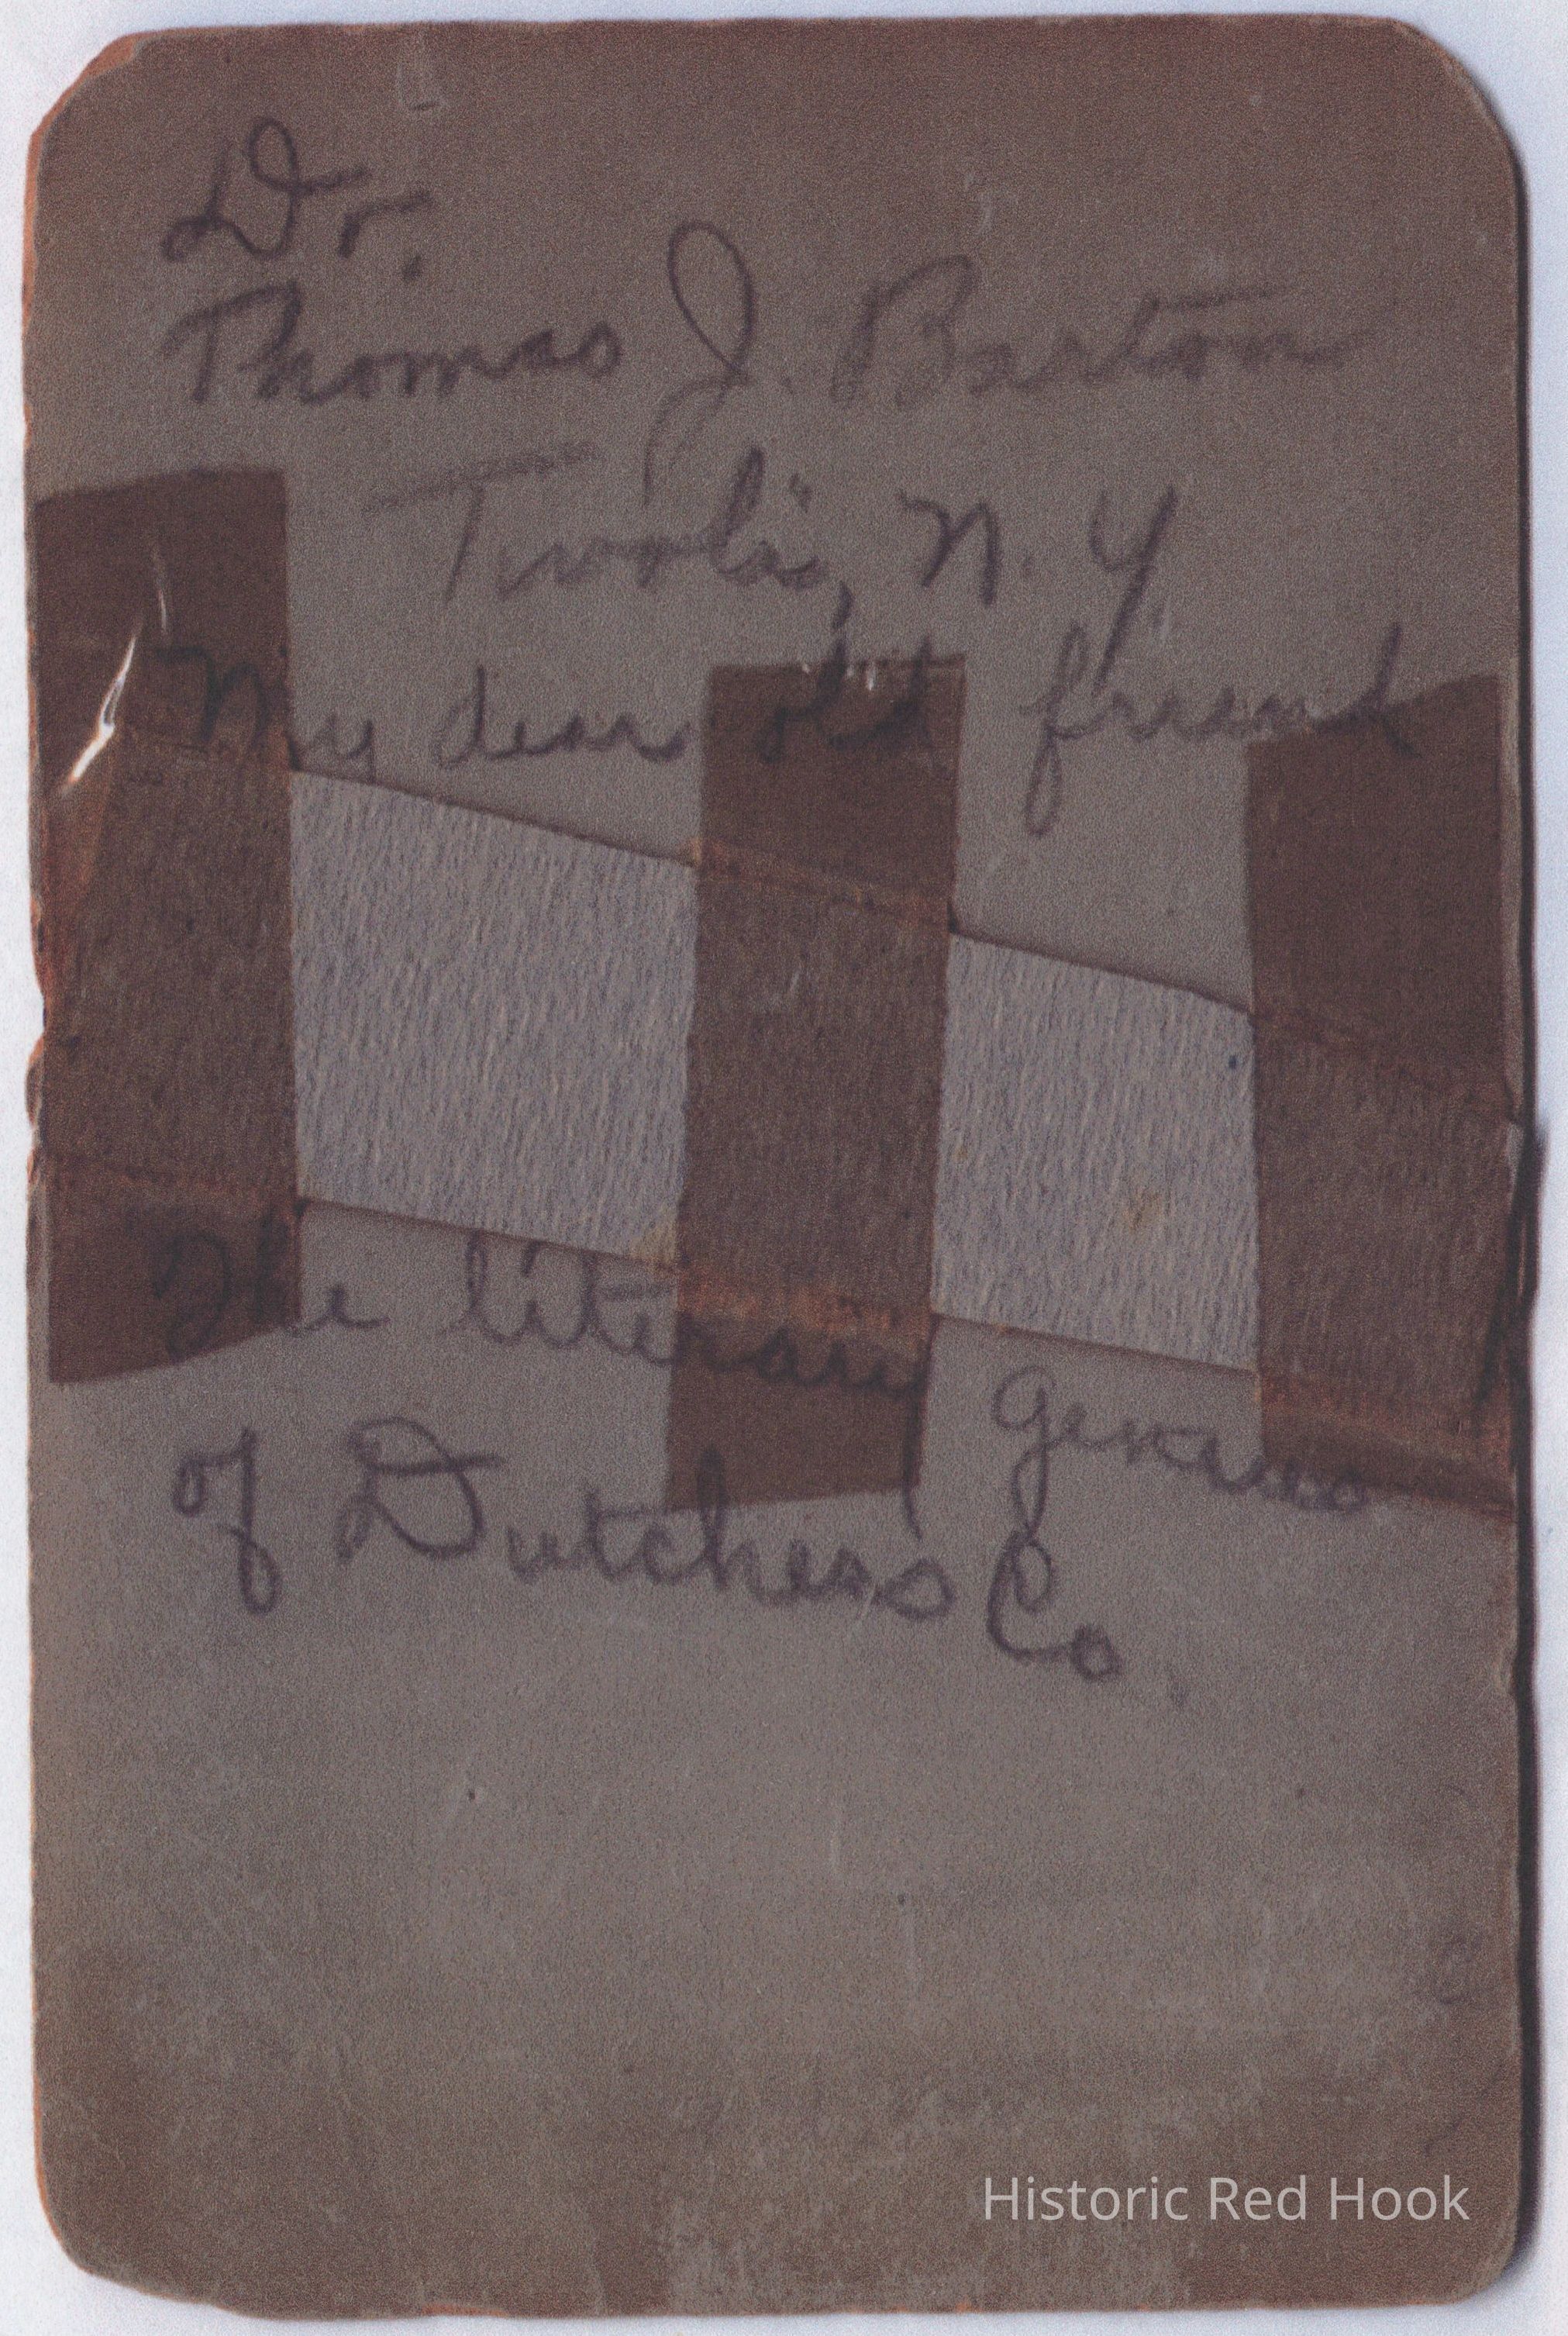 Dr.
Thomas J. Barton
Tivoli, N. Y.
My dear old friend
The literary genius
of Dutchess Co.
Historic Red Hook